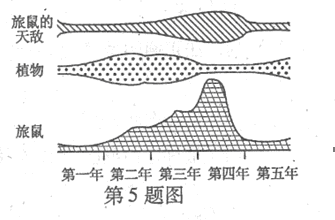 旅鼠的
天敌
植物
旅鼠
第一年 第二年 第三年 第四年 第五年
第5题图